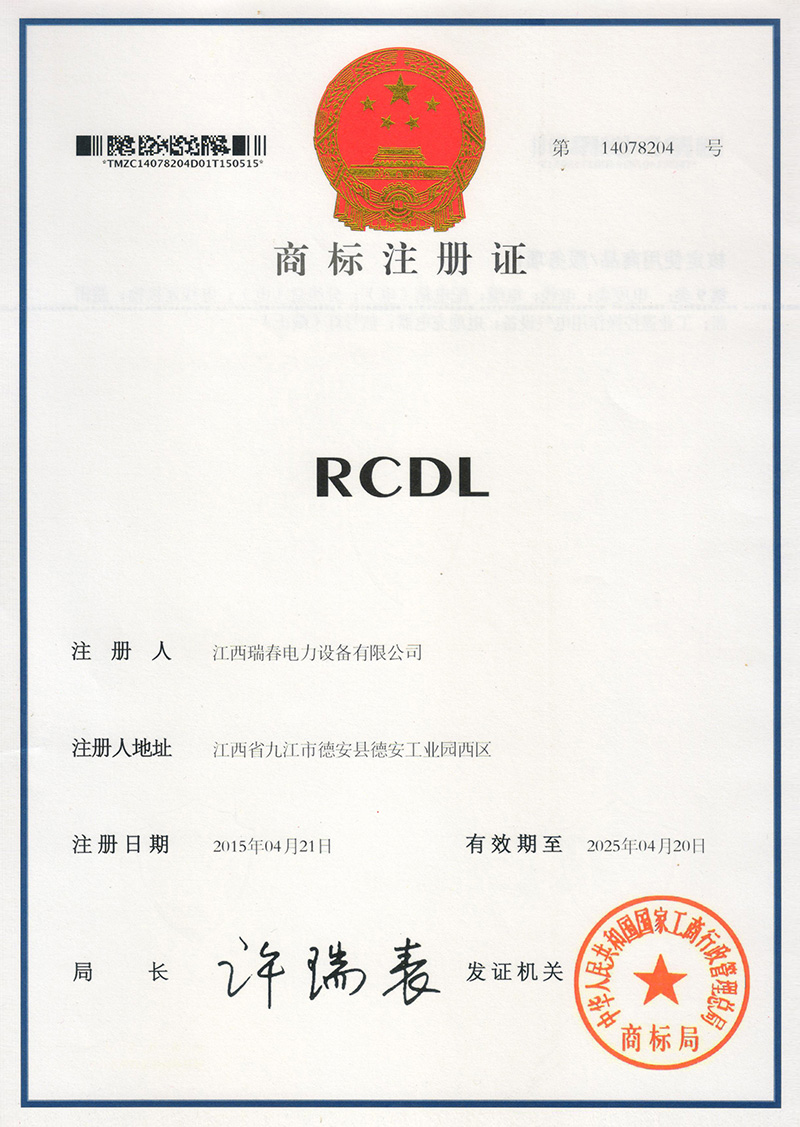 *TMZC14078204D01T150515*
第 14078204 号
商标注册证
RCDL
注册人 江西瑞春电力设备有限公司
注册人地址 江西省九江市德安县德安工业园西区
注册日期 2015年04月21日 有效期至 2025年04月20日
局长 许瑞表 发证机关
中华人民共和国国家工商行政管理总局
商标局